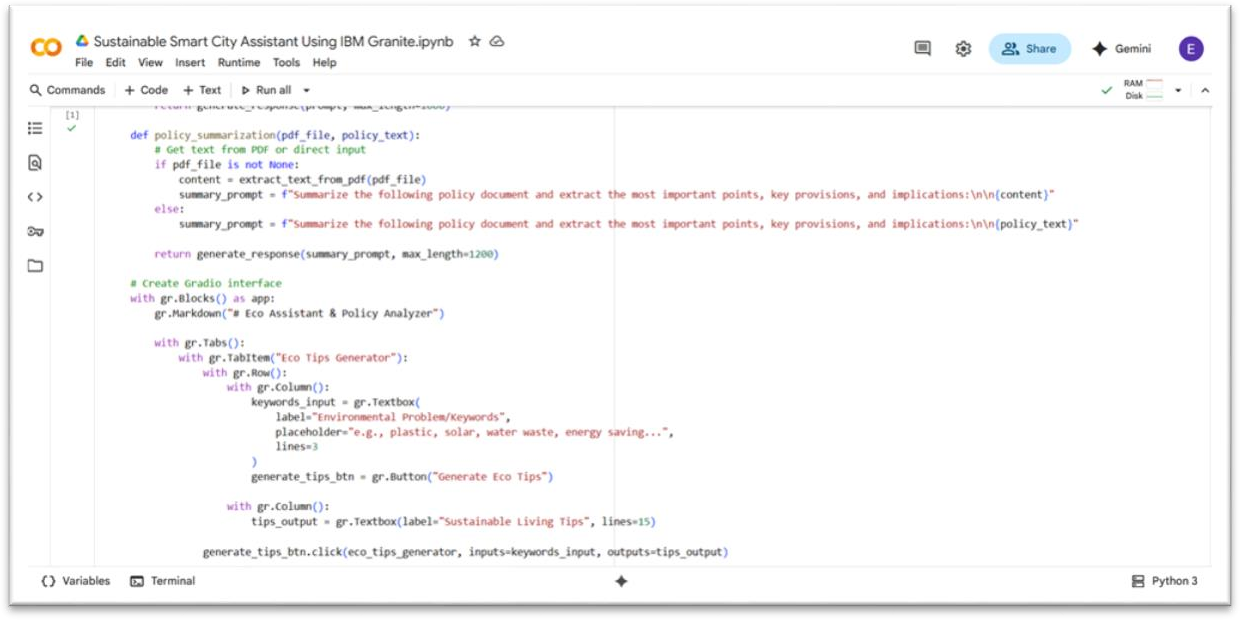 Sustainable Smart City Assistant Using IBM Granite.ipynb
Share
Gemini
E
File Edit View Insert Runtime Tools Help
Commands + Code + Text Run all
RAM
Disk
[1]
return generate_response(prompt, max_length=1000)
def policy_summarization(pdf_file, policy_text):
# Get text from PDF or direct input
if pdf_file is not None:
content = extract_text_from_pdf(pdf_file)
summary_prompt = f"Summarize the following policy document and extract the most important points, key provisions, and implications:\n\n{content}"
else:
summary_prompt = f"Summarize the following policy document and extract the most important points, key provisions, and implications:\n\n{policy_text}"
return generate_response(summary_prompt, max_length=1200)
# Create Gradio interface
with gr.Blocks() as app:
gr.Markdown("# Eco Assistant & Policy Analyzer")
with gr.Tabs():
with gr.TabItem("Eco Tips Generator"):
with gr.Row():
with gr.Column():
keywords_input = gr.Textbox(
label="Environmental Problem/Keywords",
placeholder="e.g., plastic, solar, water waste, energy saving...",
lines=3
)
generate_tips_btn = gr.Button("Generate Eco Tips")
with gr.Column():
tips_output = gr.Textbox(label="Sustainable Living Tips", lines=15)
generate_tips_btn.click(eco_tips_generator, inputs=keywords_input, outputs=tips_output)
Variables Terminal
Python 3